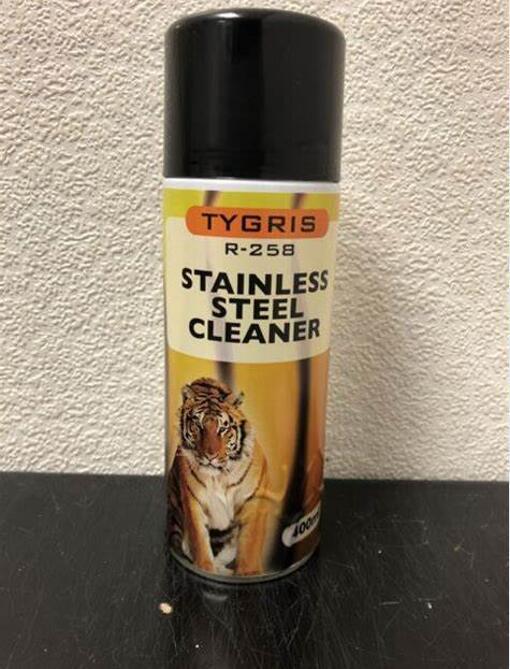 TYGRIS
R-258
STAINLESS
STEEL
CLEANER
400ml